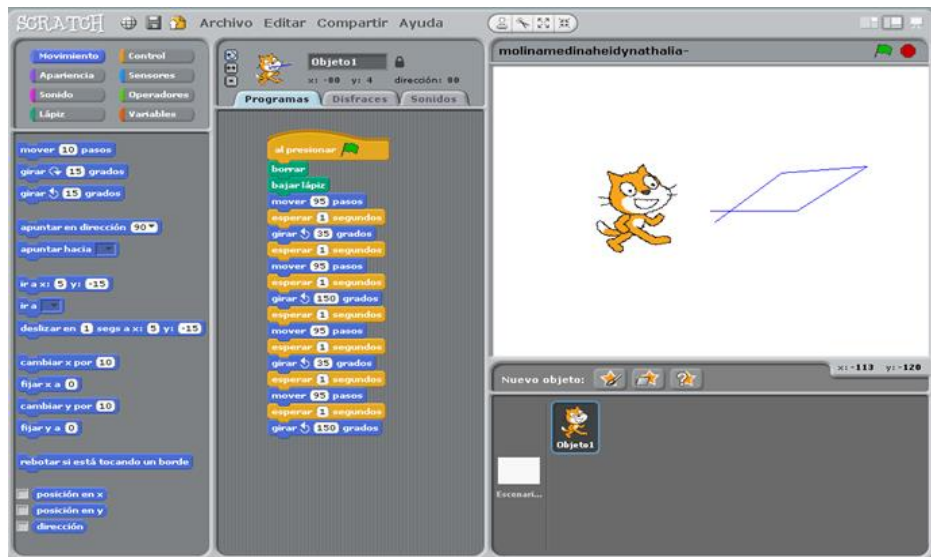 SCRATCH Archivo Editar Compartir Ayuda
Movimiento Control
Apariencia Sensores
Sonido Operadores
Lápiz Variables
mover 10 pasos
girar 15 grados
girar 15 grados
apuntar en dirección 90
apuntar hacia
ir a x: 5 y: -15
ir a
deslizar en 1 segs a x: 5 y: -15
cambiar x por 10
fijar x a 0
cambiar y por 10
fijar y a 0
rebotar si está tocando un borde
posición en x
posición en y
dirección
Objeto1
x: -80 y: 4 dirección: 90
Programas Disfraces Sonidos
al presionar
borrar
bajar lápiz
mover 95 pasos
esperar 1 segundos
girar 35 grados
esperar 1 segundos
mover 95 pasos
esperar 1 segundos
girar 150 grados
esperar 1 segundos
mover 95 pasos
esperar 1 segundos
girar 35 grados
esperar 1 segundos
mover 95 pasos
esperar 1 segundos
girar 150 grados
molinamedinaheidynathalia-
x: -113 y: -120
Nuevo objeto:
Objeto1
Escenari...